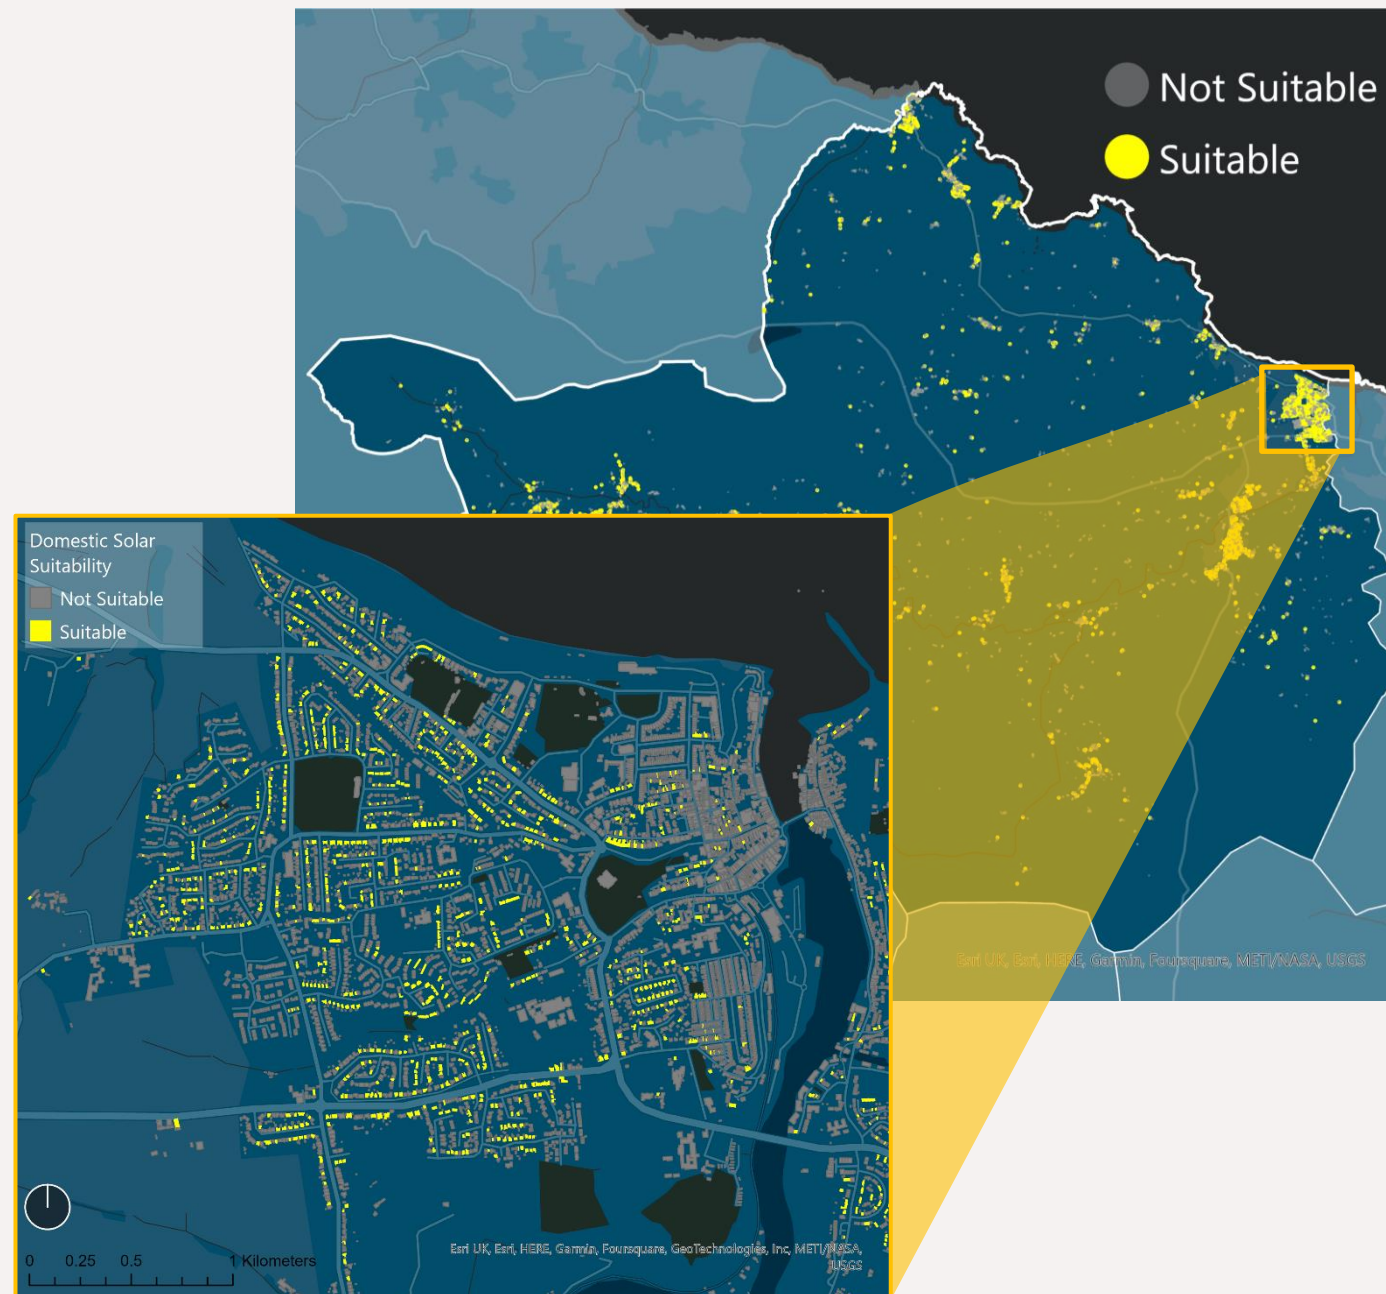 Not Suitable
Suitable
Domestic Solar
Suitability
Not Suitable
Suitable
Esri UK, Esri, HERE, Garmin, Foursquare, METI/NASA, USGS
Esri UK, Esri, HERE, Garmin, Foursquare, GeoTechnologies, Inc, METI/NASA,
USGS
0 0.25 0.5 1 Kilometers